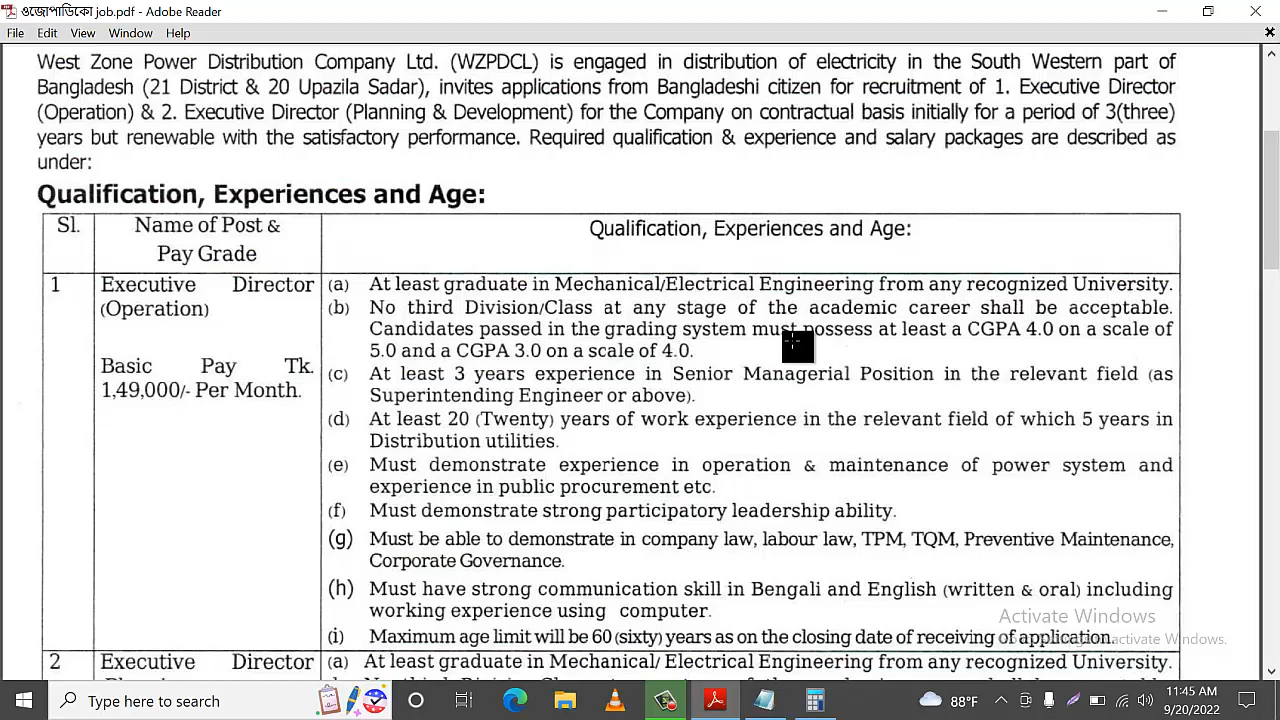 ওজোপাডিকো job.pdf - Adobe Reader
File Edit View Window Help
West Zone Power Distribution Company Ltd. (WZPDCL) is engaged in distribution of electricity in the South Western part of
Bangladesh (21 District & 20 Upazila Sadar), invites applications from Bangladeshi citizen for recruitment of 1. Executive Director
(Operation) & 2. Executive Director (Planning & Development) for the Company on contractual basis initially for a period of 3(three)
years but renewable with the satisfactory performance. Required qualification & experience and salary packages are described as
under:
Qualification, Experiences and Age:
Sl. Name of Post & Pay Grade Qualification, Experiences and Age:
1 Executive Director
(Operation)
Basic Pay Tk.
1,49,000/- Per Month.
(a) At least graduate in Mechanical/Electrical Engineering from any recognized University.
(b) No third Division/Class at any stage of the academic career shall be acceptable.
Candidates passed in the grading system must possess at least a CGPA 4.0 on a scale of
5.0 and a CGPA 3.0 on a scale of 4.0.
(c) At least 3 years experience in Senior Managerial Position in the relevant field (as
Superintending Engineer or above).
(d) At least 20 (Twenty) years of work experience in the relevant field of which 5 years in
Distribution utilities.
(e) Must demonstrate experience in operation & maintenance of power system and
experience in public procurement etc.
(f) Must demonstrate strong participatory leadership ability.
(g) Must be able to demonstrate in company law, labour law, TPM, TQM, Preventive Maintenance,
Corporate Governance.
(h) Must have strong communication skill in Bengali and English (written & oral) including
working experience using computer.
(i) Maximum age limit will be 60 (sixty) years as on the closing date of receiving of application.
Activate Windows
activate Windows.
2 Executive Director
(a) At least graduate in Mechanical/ Electrical Engineering from any recognized University.
Type here to search
88°F
11:45 AM
9/20/2022